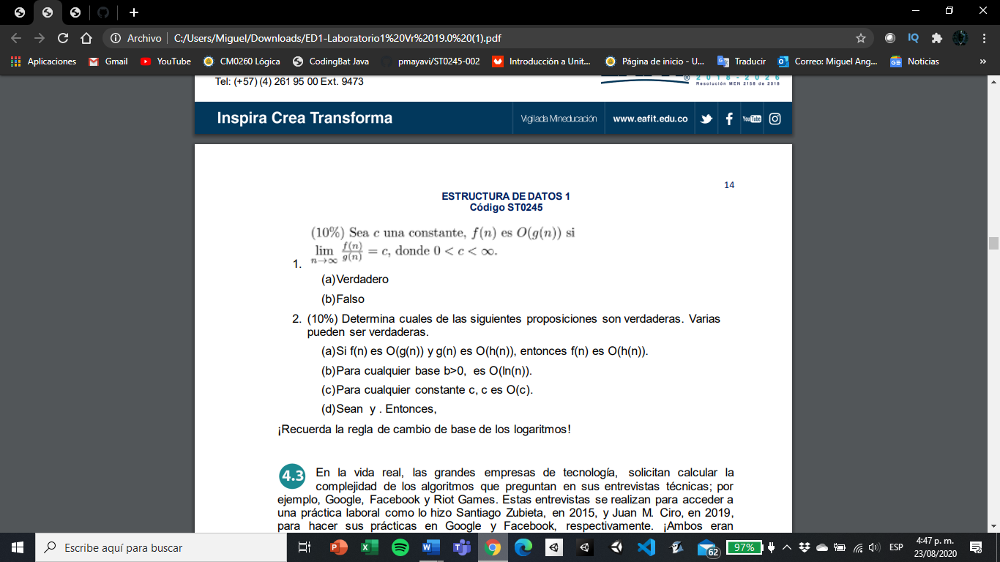 Archivo
C:/Users/Miguel/Downloads/ED1-Laboratorio1%20Vr%2019.0%20(1).pdf
IQ
Aplicaciones
Gmail
YouTube
CM0260 Lógica
CodingBat Java
pmayavi/ST0245-002
Introducción a Unit...
Página de inicio - U...
Traducir
Correo: Miguel Ang...
Noticias
»
Tel: (+57) (4) 261 95 00 Ext. 9473
2 0 1 8 - 2 0 2 6
Resolución MEN 2158 de 2018
Inspira Crea Transforma
Vigilada Mineducación
www.eafit.edu.co
YouTube
14
ESTRUCTURA DE DATOS 1
Código ST0245
(10%) Sea c una constante, f(n) es O(g(n)) si
1. lim n→∞ f(n)/g(n) = c, donde 0 < c < ∞.
(a)Verdadero
(b)Falso
2. (10%) Determina cuales de las siguientes proposiciones son verdaderas. Varias
pueden ser verdaderas.
(a)Si f(n) es O(g(n)) y g(n) es O(h(n)), entonces f(n) es O(h(n)).
(b)Para cualquier base b>0, es O(ln(n)).
(c)Para cualquier constante c, c es O(c).
(d)Sean y . Entonces,
¡Recuerda la regla de cambio de base de los logaritmos!
4.3 En la vida real, las grandes empresas de tecnología, solicitan calcular la
complejidad de los algoritmos que preguntan en sus entrevistas técnicas; por
ejemplo, Google, Facebook y Riot Games. Estas entrevistas se realizan para acceder a
una práctica laboral como lo hizo Santiago Zubieta, en 2015, y Juan M. Ciro, en 2019,
para hacer sus prácticas en Google y Facebook, respectivamente. ¡Ambos eran
Escribe aquí para buscar
62
97%
ESP
4:47 p. m.
23/08/2020